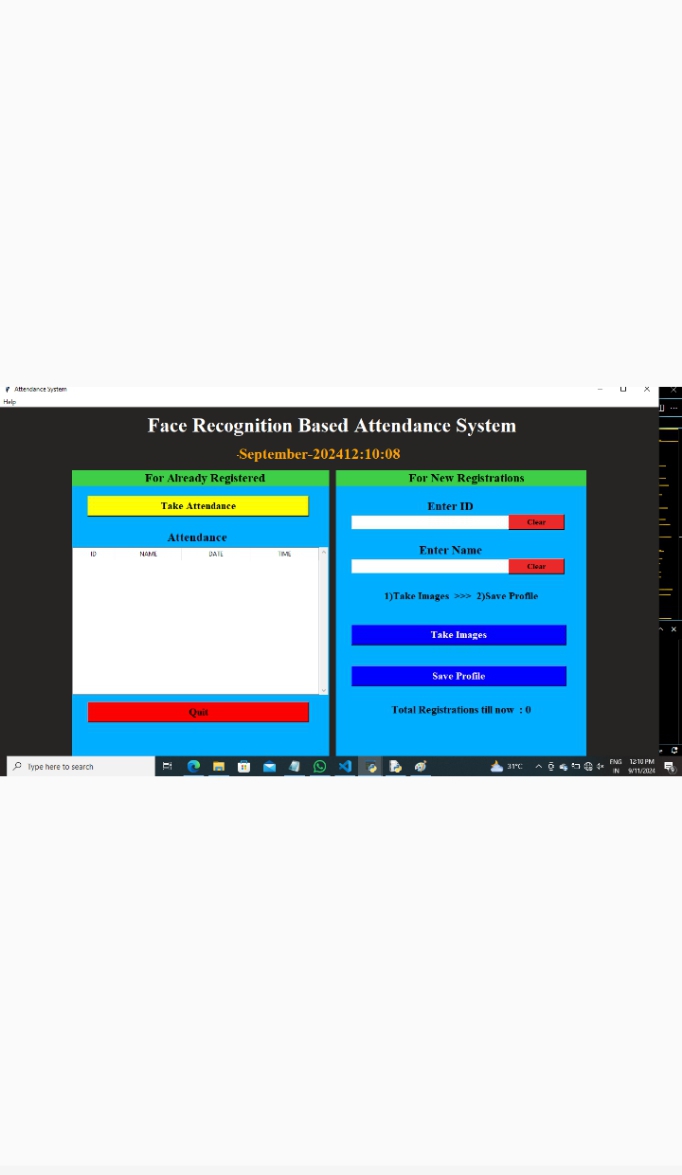 Attendance System
Help
Face Recognition Based Attendance System
-September-202412:10:08
For Already Registered
Take Attendance
Attendance
ID NAME DATE TIME
Quit
For New Registrations
Enter ID
Clear
Enter Name
Clear
1)Take Images >>> 2)Save Profile
Take Images
Save Profile
Total Registrations till now : 0
Type here to search
31°C
ENG
IN
12:10 PM
9/11/2024